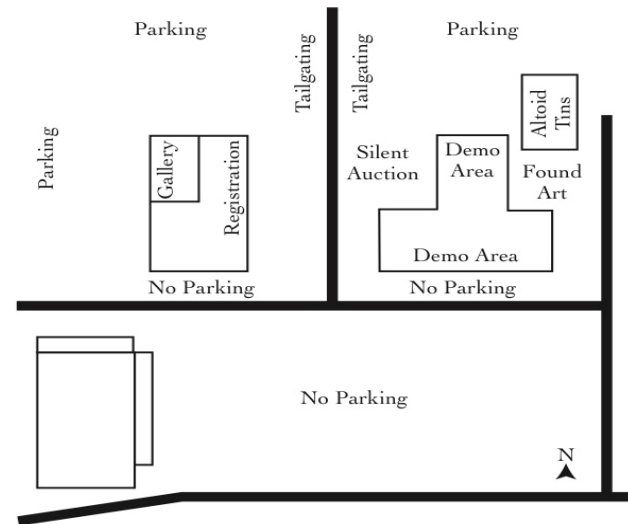 Parking
Parking
Tailgating
Tailgating
Parking
Altoid
Tins
Silent
Auction
Demo
Area
Found
Art
Gallery
Registration
Demo Area
No Parking
No Parking
No Parking
N